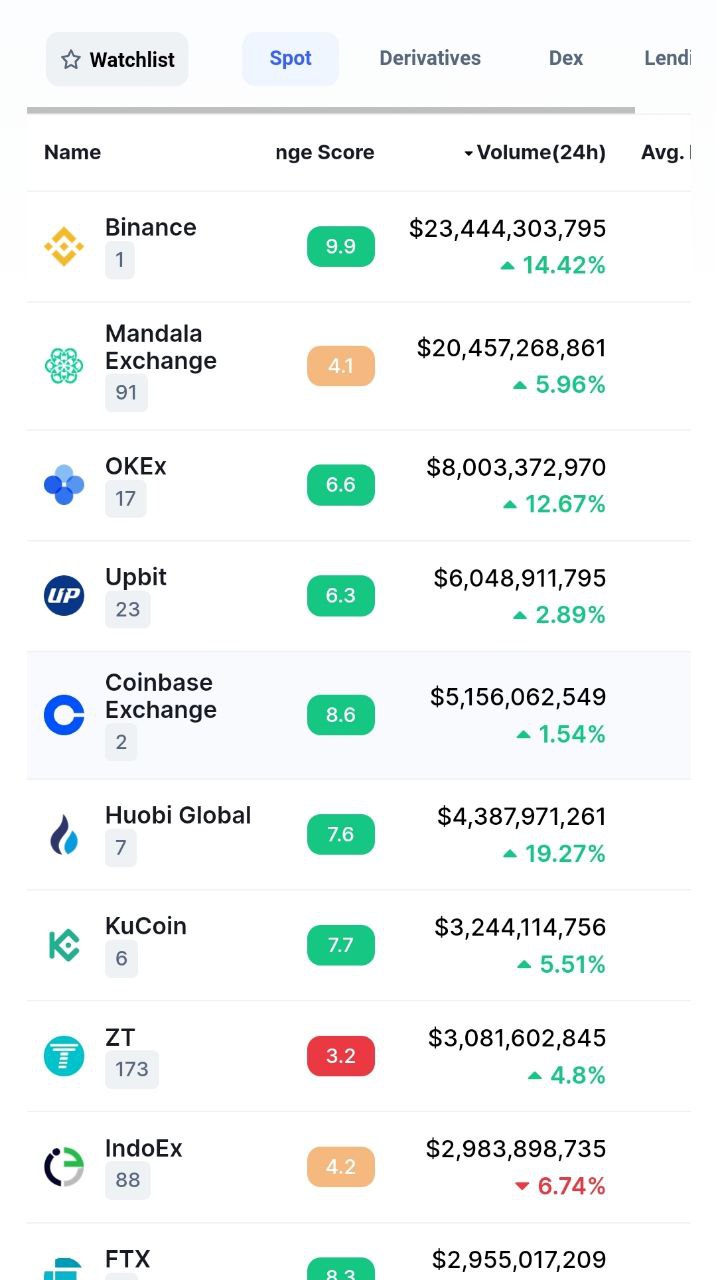 Watchlist Spot Derivatives Dex Lendi
Name nge Score Volume(24h) Avg.
Binance
1
9.9
$23,444,303,795
14.42%
Mandala
Exchange
91
4.1
$20,457,268,861
5.96%
OKEx
17
6.6
$8,003,372,970
12.67%
UP
Upbit
23
6.3
$6,048,911,795
2.89%
Coinbase
Exchange
2
8.6
$5,156,062,549
1.54%
Huobi Global
7
7.6
$4,387,971,261
19.27%
KuCoin
6
7.7
$3,244,114,756
5.51%
ZT
173
3.2
$3,081,602,845
4.8%
IndoEx
88
4.2
$2,983,898,735
6.74%
FTX
8.3
$2,955,017,209